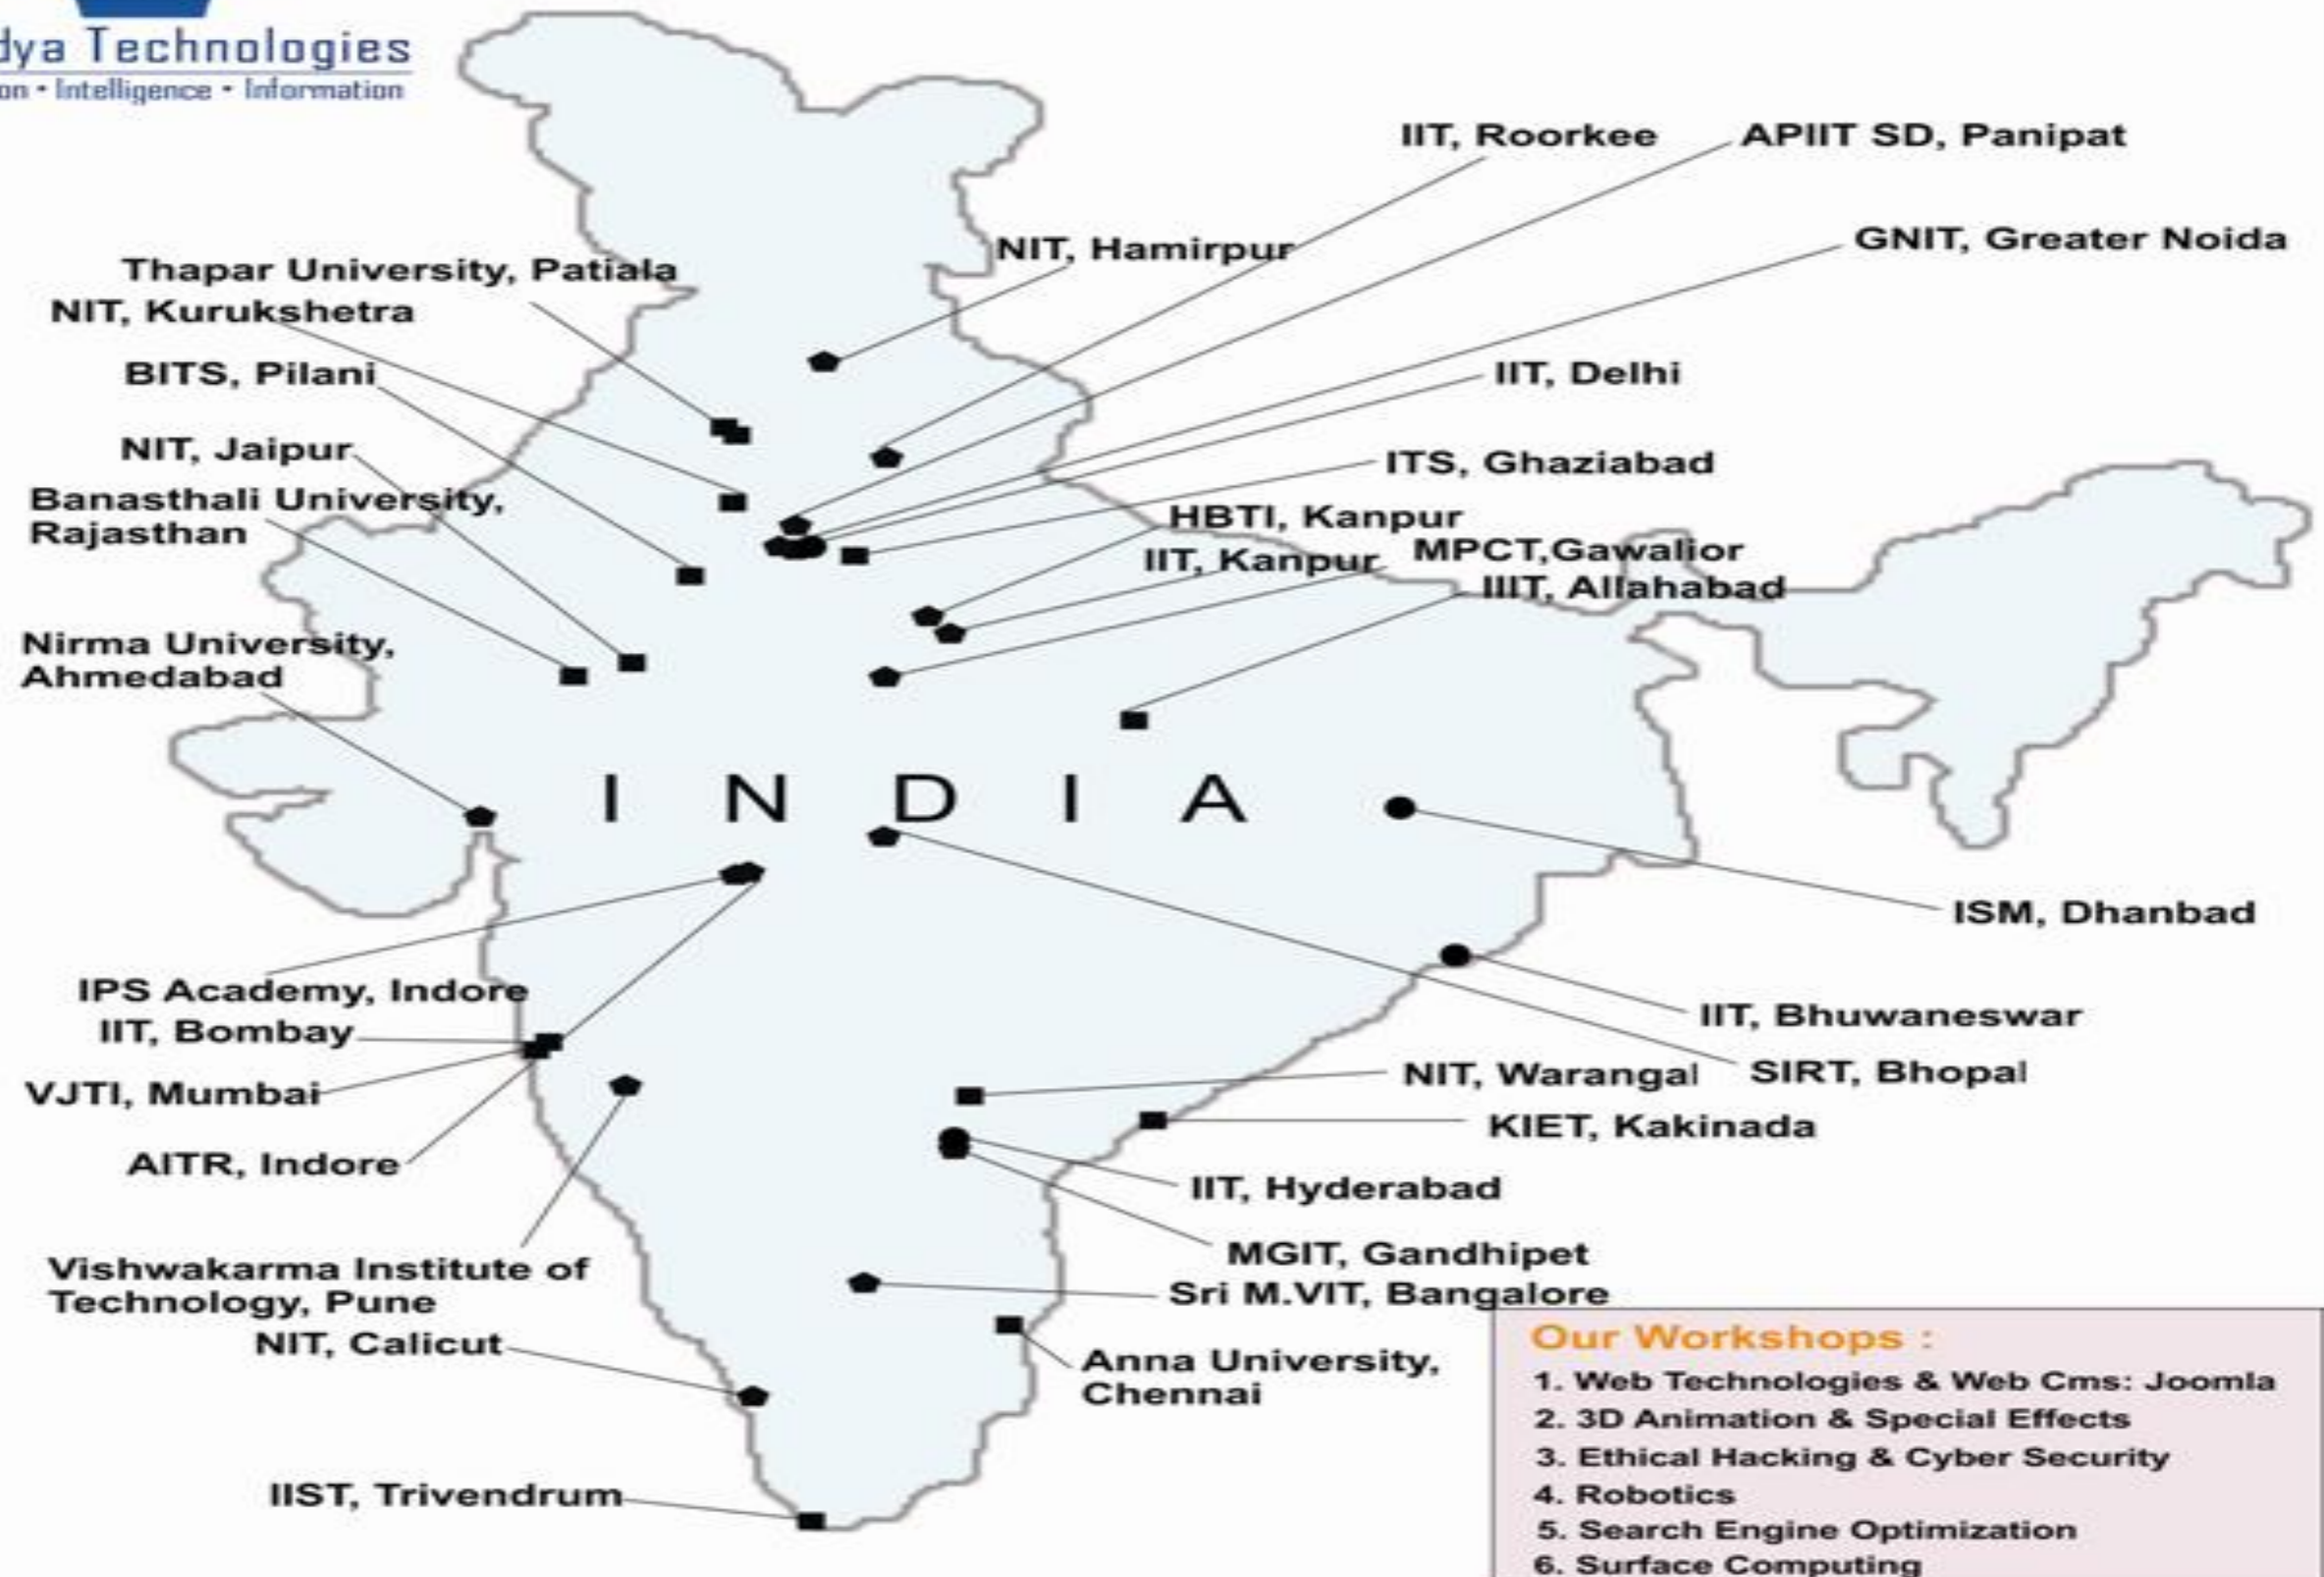 Technologies
Intelligence • Information
IIT, Roorkee
APIIT SD, Panipat
NIT, Hamirpur
GNIT, Greater Noida
Thapar University, Patiala
NIT, Kurukshetra
BITS, Pilani
IIT, Delhi
NIT, Jaipur
ITS, Ghaziabad
Banasthali University,
Rajasthan
HBTI, Kanpur
IIT, Kanpur
MPCT,Gawalior
IIIT, Allahabad
Nirma University,
Ahmedabad
INDIA
ISM, Dhanbad
IPS Academy, Indore
IIT, Bombay
IIT, Bhuwaneswar
VJTI, Mumbai
NIT, Warangal
SIRT, Bhopal
KIET, Kakinada
AITR, Indore
IIT, Hyderabad
MGIT, Gandhipet
Vishwakarma Institute of
Technology, Pune
Sri M.VIT, Bangalore
NIT, Calicut
Anna University,
Chennai
IIST, Trivendrum
Our Workshops :
1. Web Technologies & Web Cms: Joomla
2. 3D Animation & Special Effects
3. Ethical Hacking & Cyber Security
4. Robotics
5. Search Engine Optimization
6. Surface Computing